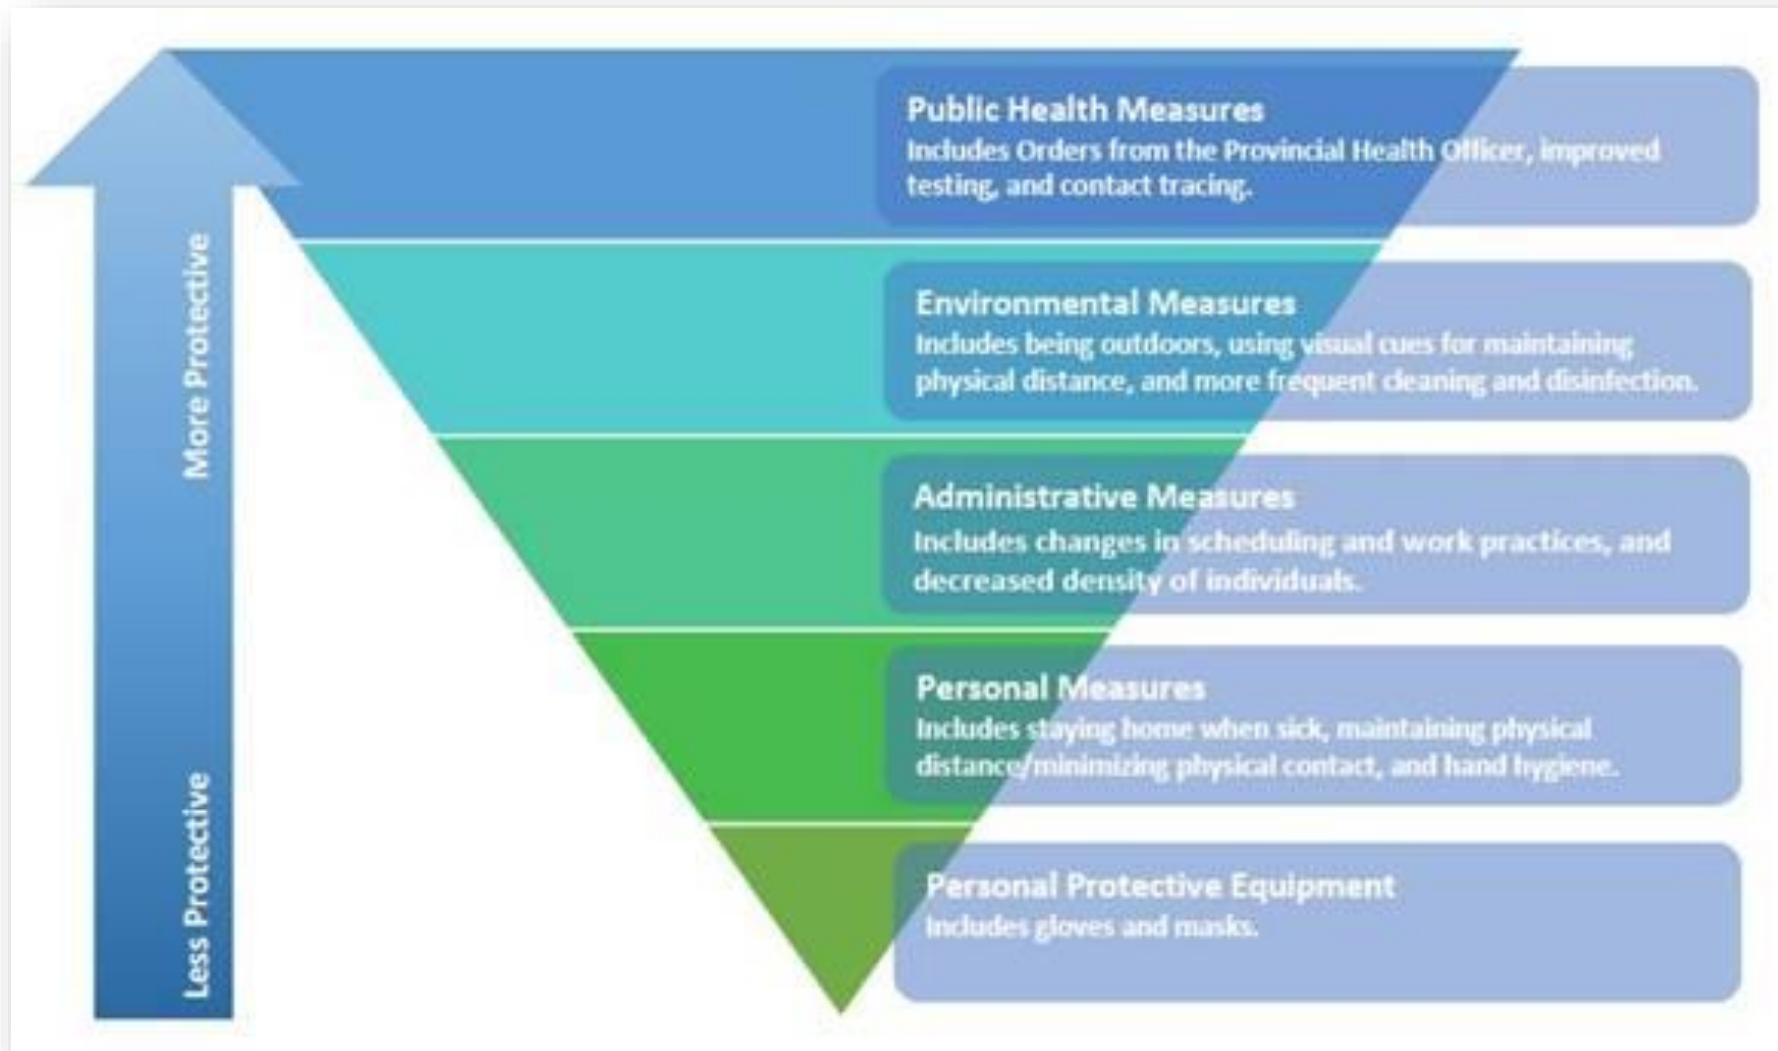 More Protective
Less Protective
Public Health Measures
Includes Orders from the Provincial Health Officer, improved
testing, and contact tracing.
Environmental Measures
Includes being outdoors, using visual cues for maintaining
physical distance, and more frequent cleaning and disinfection.
Administrative Measures
Includes changes in scheduling and work practices, and
decreased density of individuals.
Personal Measures
Includes staying home when sick, maintaining physical
distance/minimizing physical contact, and hand hygiene.
Personal Protective Equipment
Includes gloves and masks.